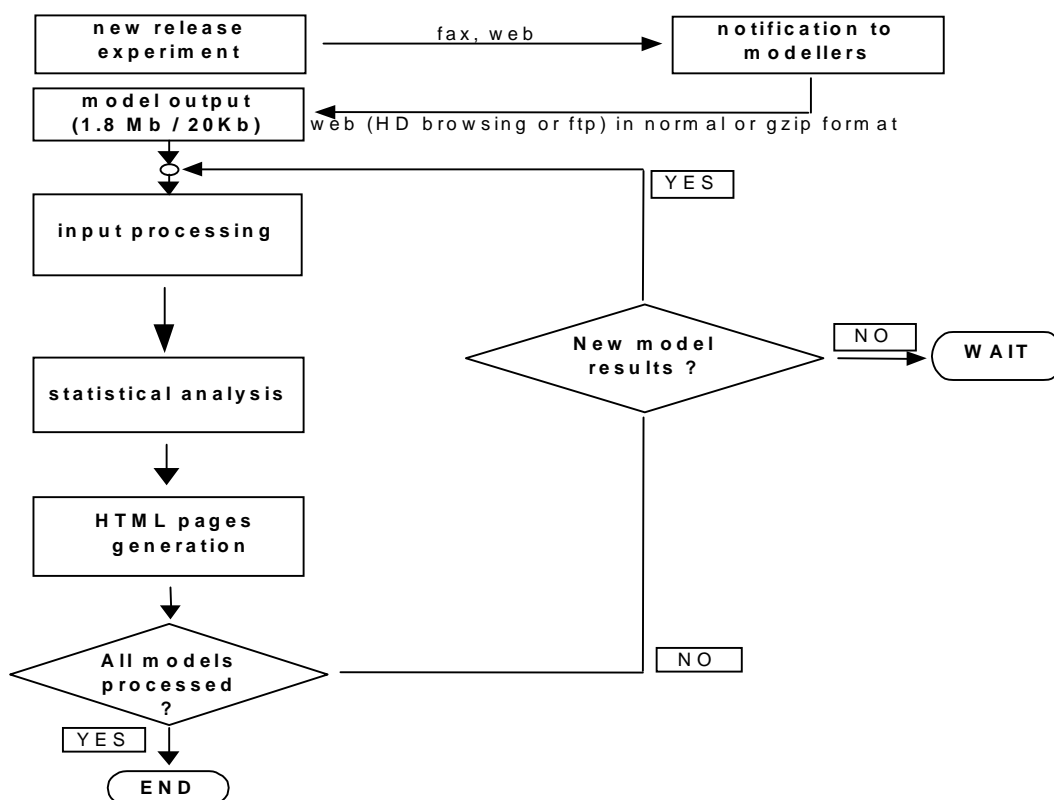 new release
experiment
fax, web
notification to
modellers
model output
(1.8 Mb / 20Kb)
web (HD browsing or ftp) in normal or gzip format
YES
input processing
New model
results ?
NO
WAIT
statistical analysis
HTML pages
generation
All models
processed
?
NO
YES
END